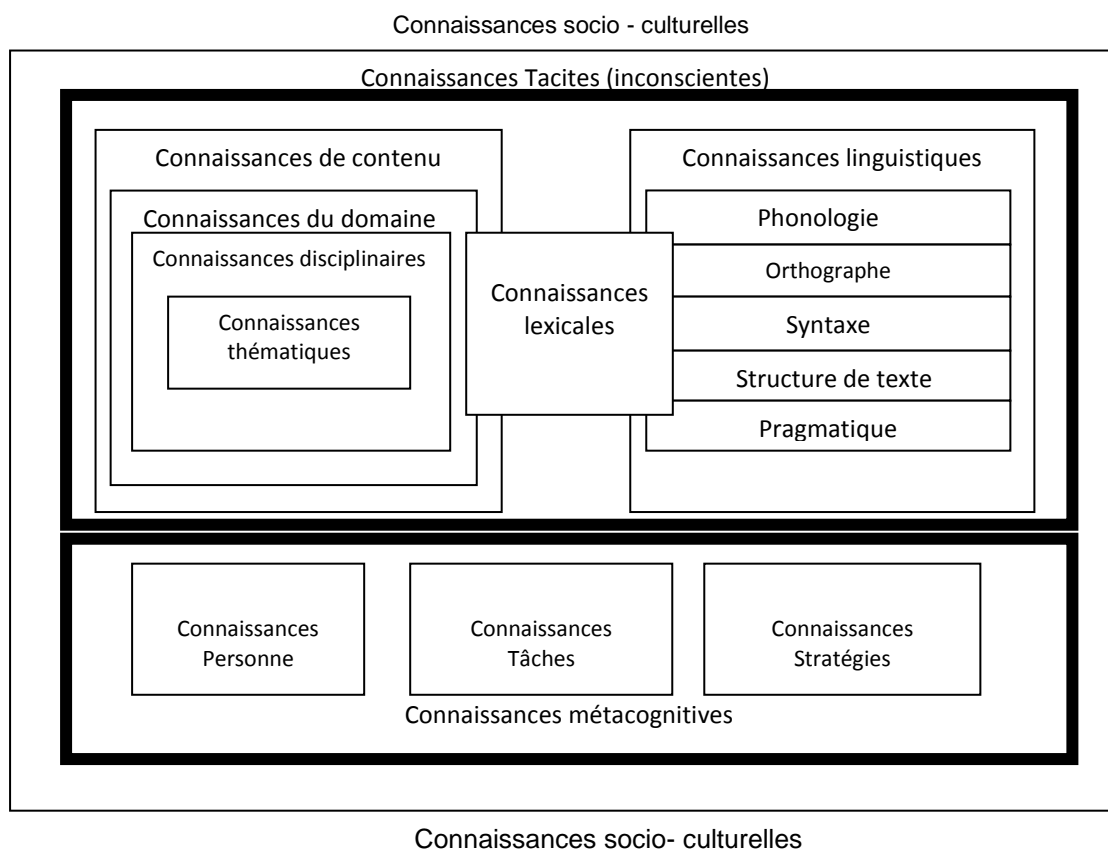 Connaissances socio - culturelles
Connaissances Tacites (inconscientes)
Connaissances de contenu
Connaissances du domaine
Connaissances disciplinaires
Connaissances
thématiques
Connaissances
lexicales
Connaissances linguistiques
Phonologie
Orthographe
Syntaxe
Structure de texte
Pragmatique
Connaissances
Personne
Connaissances
Tâches
Connaissances
Stratégies
Connaissances métacognitives
Connaissances socio- culturelles